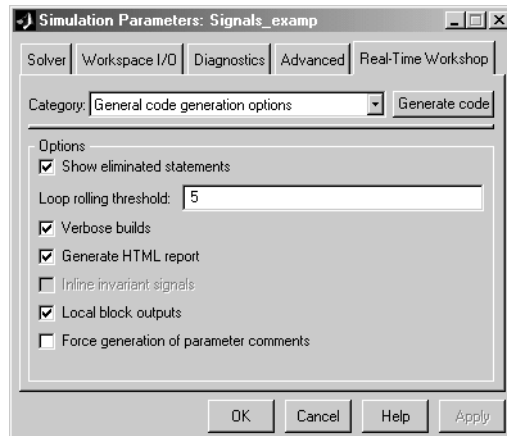 Simulation Parameters: Signals_examp
Solver Workspace I/O Diagnostics Advanced Real-Time Workshop
Category: General code generation options Generate code
Options
Show eliminated statements
Loop rolling threshold: 5
Verbose builds
Generate HTML report
Inline invariant signals
Local block outputs
Force generation of parameter comments
OK Cancel Help Apply